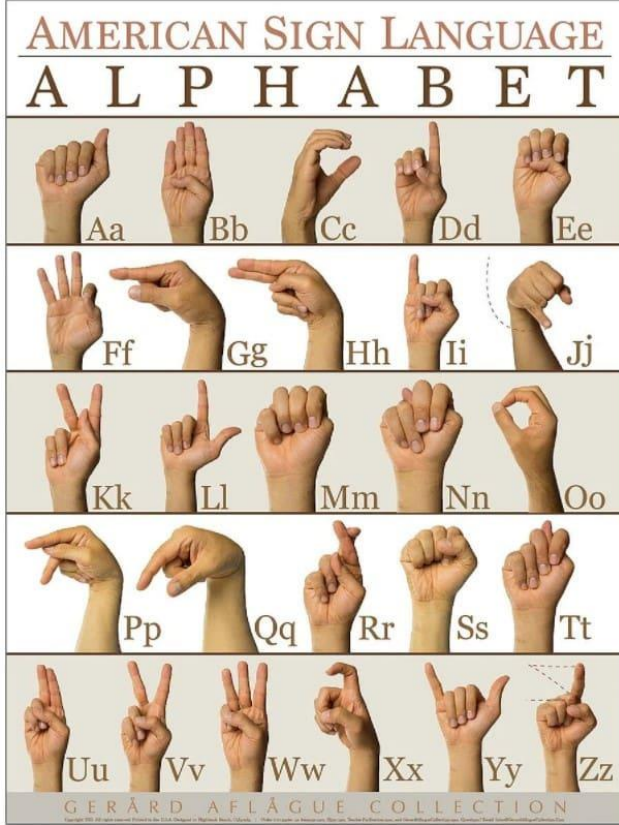 AMERICAN SIGN LANGUAGE
ALPHABET
Aa Bb Cc Dd Ee
Ff Gg Hh Ii Jj
Kk Ll Mm Nn Oo
Pp Qq Rr Ss Tt
Uu Vv Ww Xx Yy Zz
GERARD AFLÂGUE COLLECTION